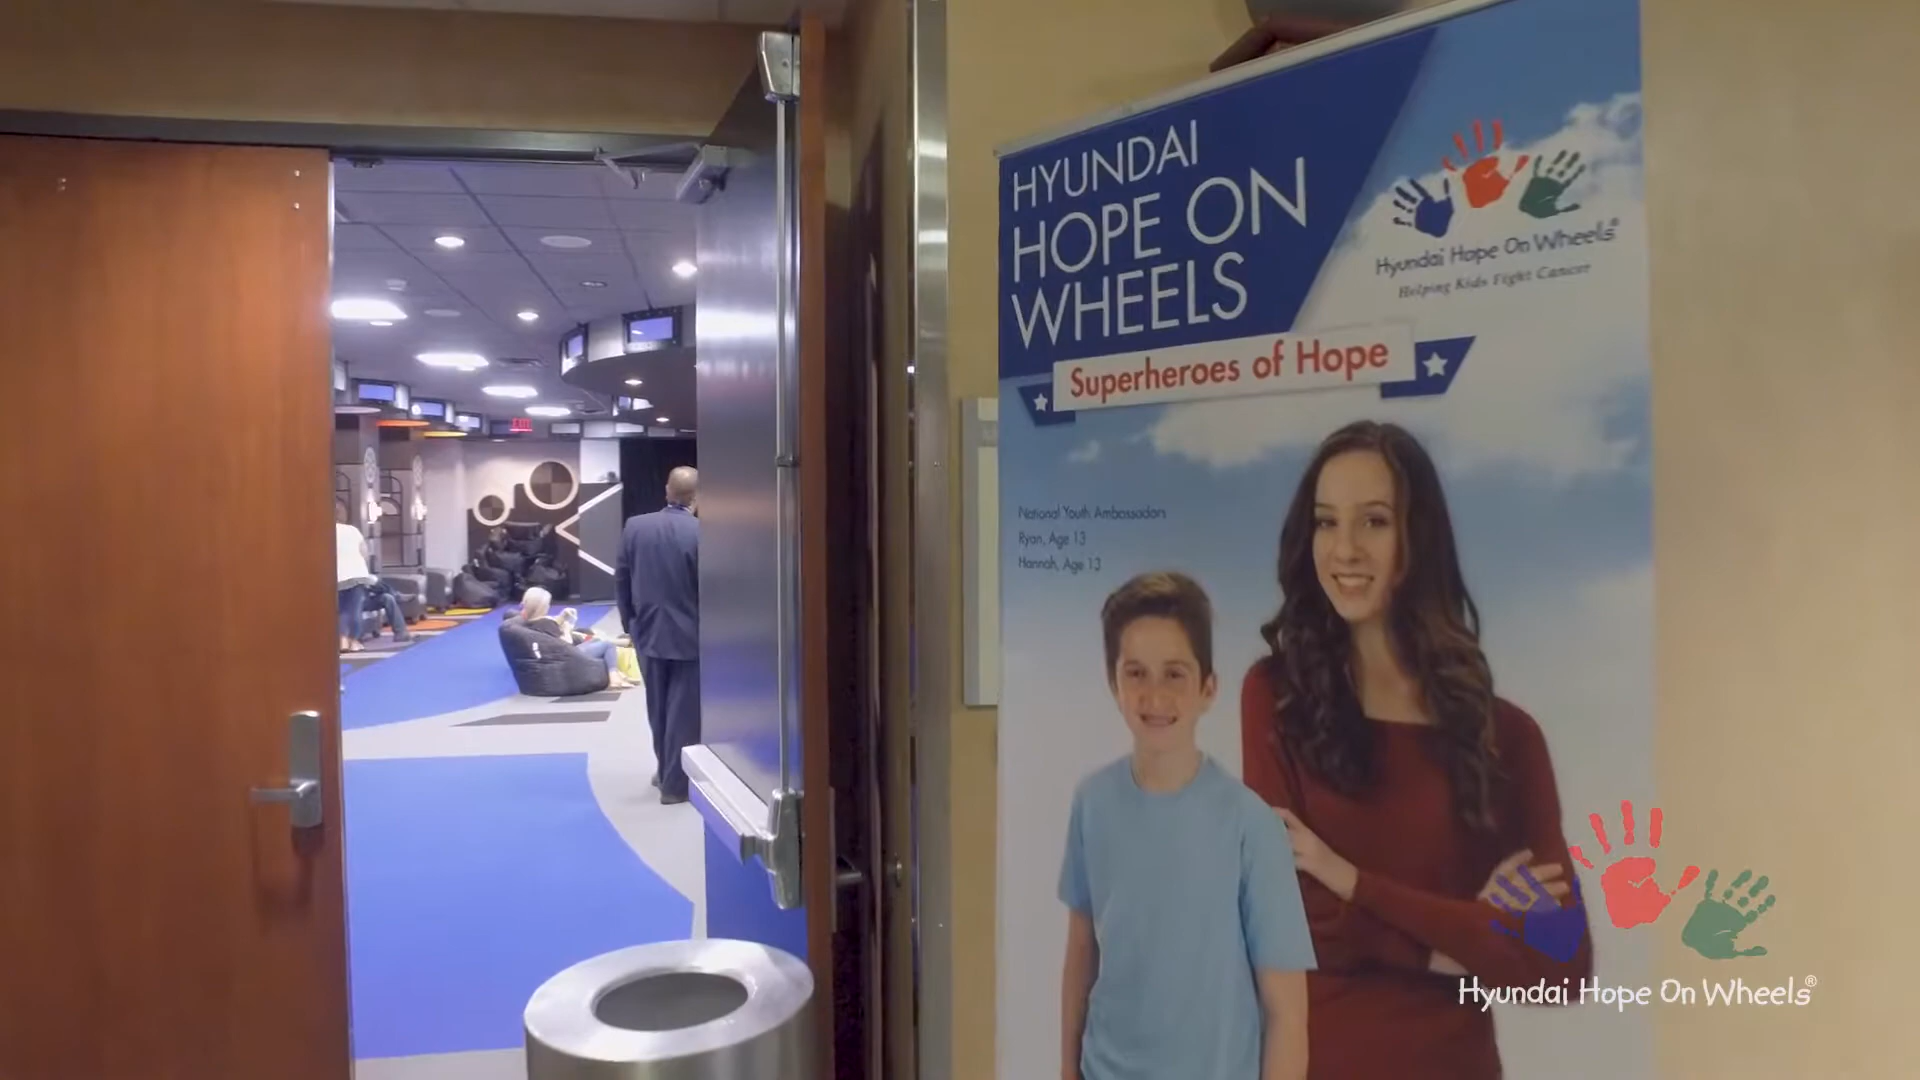 EXIT
HYUNDAI
HOPE ON
WHEELS
Hyundai Hope On Wheels®
Helping Kids Fight Cancer
Superheroes of Hope
National Youth Ambassadors
Ryan, Age 13
Hannah, Age 13
Hyundai Hope On Wheels®